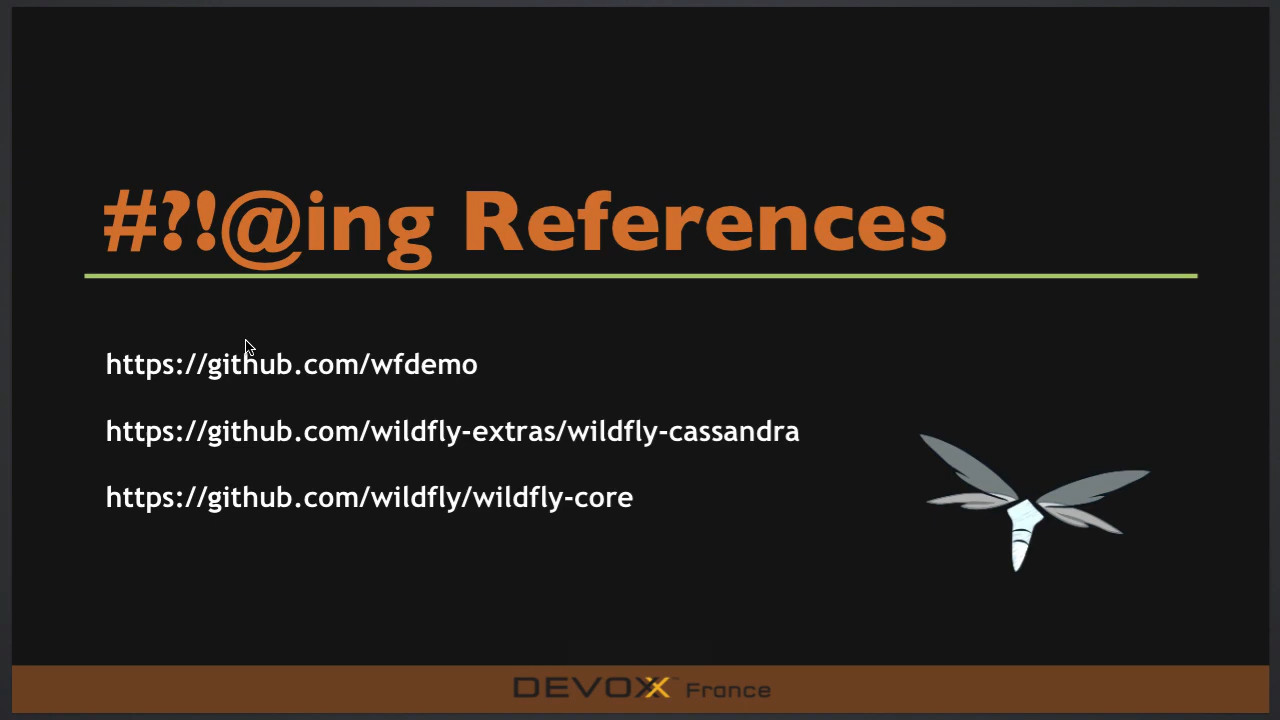 #?!@ing References
https://github.com/wfdemo
https://github.com/wildfly-extras/wildfly-cassandra
https://github.com/wildfly/wildfly-core
DEVOXX France